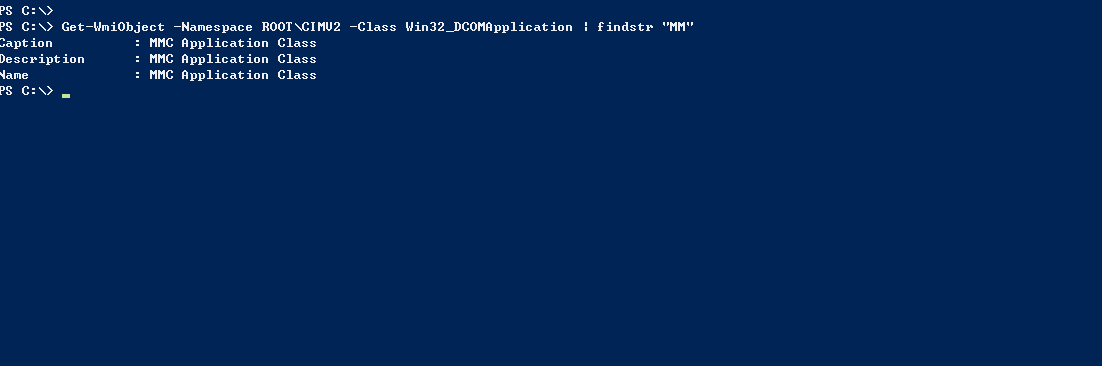 PS C:\>
PS C:\> Get-WmiObject -Namespace ROOT\CIMV2 -Class Win32_DCOMApplication | findstr "MM"
Caption          : MMC Application Class
Description      : MMC Application Class
Name             : MMC Application Class
PS C:\> _